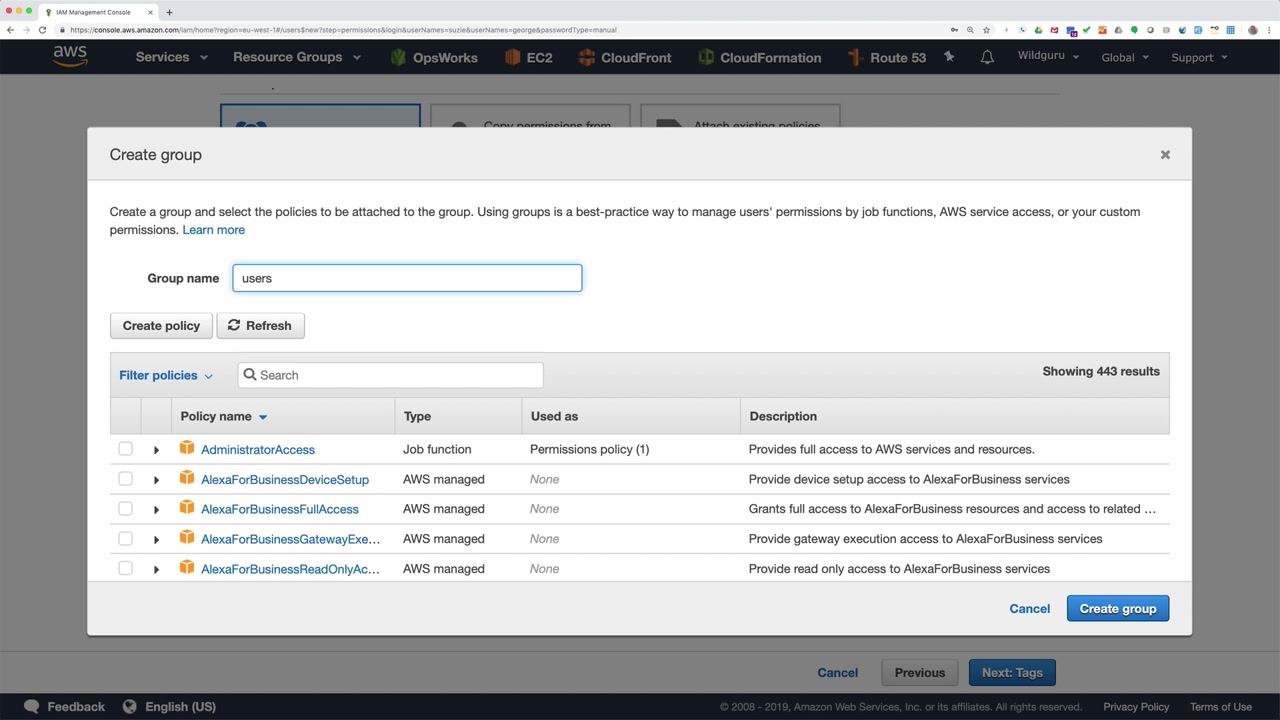 IAM Management Console
https://console.aws.amazon.com/iam/home?region=eu-west-1#/users$new?step=permissions&login&userNames=suzie&userNames=george&passwordType=manual
aws Services Resource Groups OpsWorks EC2 CloudFront CloudFormation Route 53 Wildguru Global Support
Copy permissions from Attach existing policies
Create group
Create a group and select the policies to be attached to the group. Using groups is a best-practice way to manage users' permissions by job functions, AWS service access, or your custom
permissions. Learn more
Group name users
Create policy Refresh
Filter policies Search Showing 443 results
Policy name Type Used as Description
AdministratorAccess Job function Permissions policy (1) Provides full access to AWS services and resources.
AlexaForBusinessDeviceSetup AWS managed None Provide device setup access to AlexaForBusiness services
AlexaForBusinessFullAccess AWS managed None Grants full access to AlexaForBusiness resources and access to related ...
AlexaForBusinessGatewayExe... AWS managed None Provide gateway execution access to AlexaForBusiness services
AlexaForBusinessReadOnlyAc... AWS managed None Provide read only access to AlexaForBusiness services
Cancel Create group
Cancel Previous Next: Tags
Feedback English (US) © 2008 - 2019, Amazon Web Services, Inc. or its affiliates. All rights reserved. Privacy Policy Terms of Use